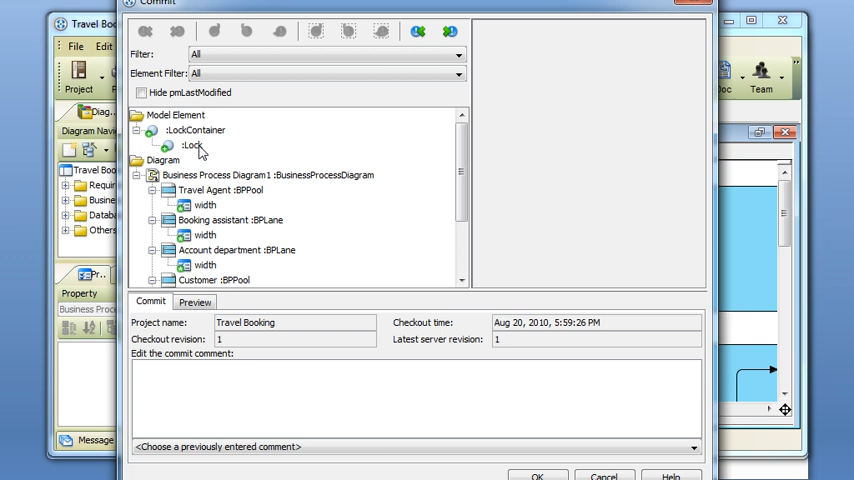 Commit
Travel Boo
File Edit
Project
Doc
Team
Diag..
Diagram Navi
Travel Boo
Requir
Busine
Databa
Others
Pr..
Property
Business Proc
Message
Filter: All
Element Filter: All
Hide pmLastModified
Model Element
:LockContainer
:Lock
Diagram
Business Process Diagram1 :BusinessProcessDiagram
Travel Agent :BPPool
width
Booking assistant :BPLane
width
Account department :BPLane
width
Customer :BPPool
Commit Preview
Project name: Travel Booking Checkout time: Aug 20, 2010, 5:59:26 PM
Checkout revision: 1 Latest server revision: 1
Edit the commit comment:
<Choose a previously entered comment>
OK Cancel Help